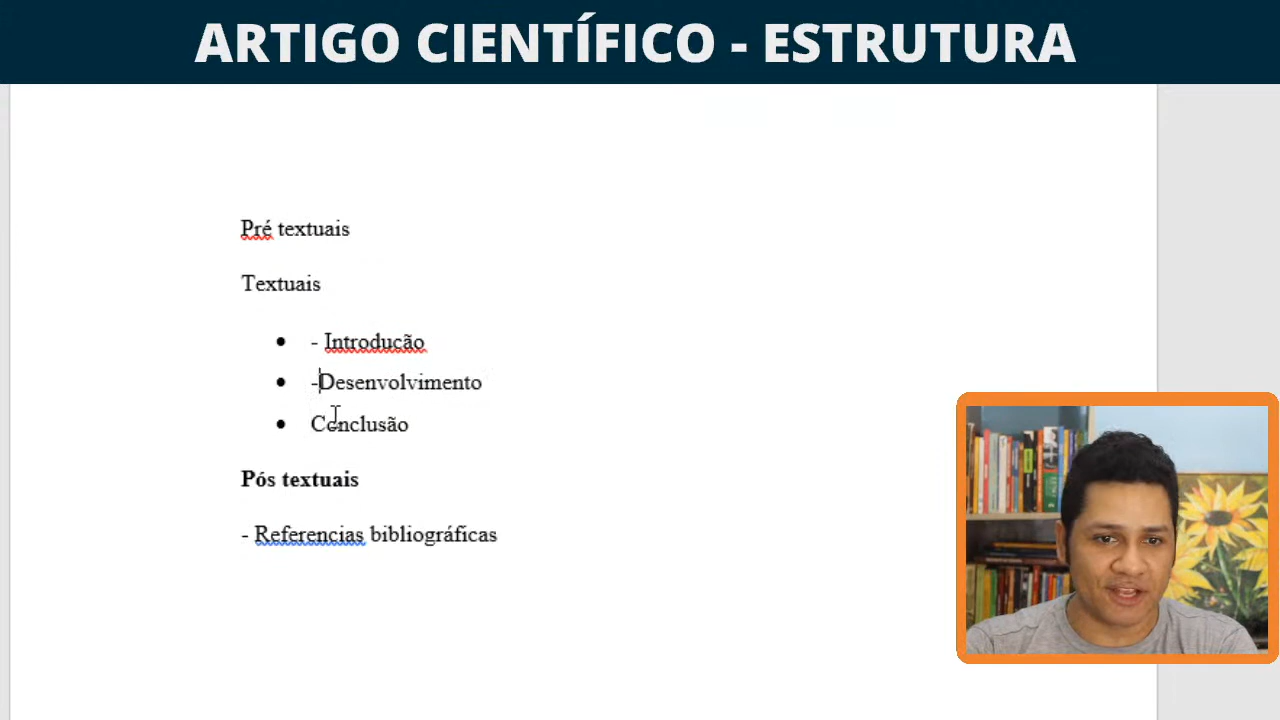 ARTIGO CIENTÍFICO - ESTRUTURA
Pré textuais
Textuais
• - Introducão
• -Desenvolvimento
• Conclusão
Pós textuais
- Referencias bibliográficas